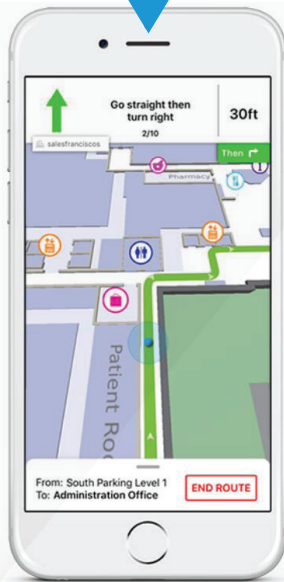 Go straight then
turn right
2/10
30ft
salesfranciscos
Then
Pharmacy
Patient Roo
From: South Parking Level 1
To: Administration Office
END ROUTE